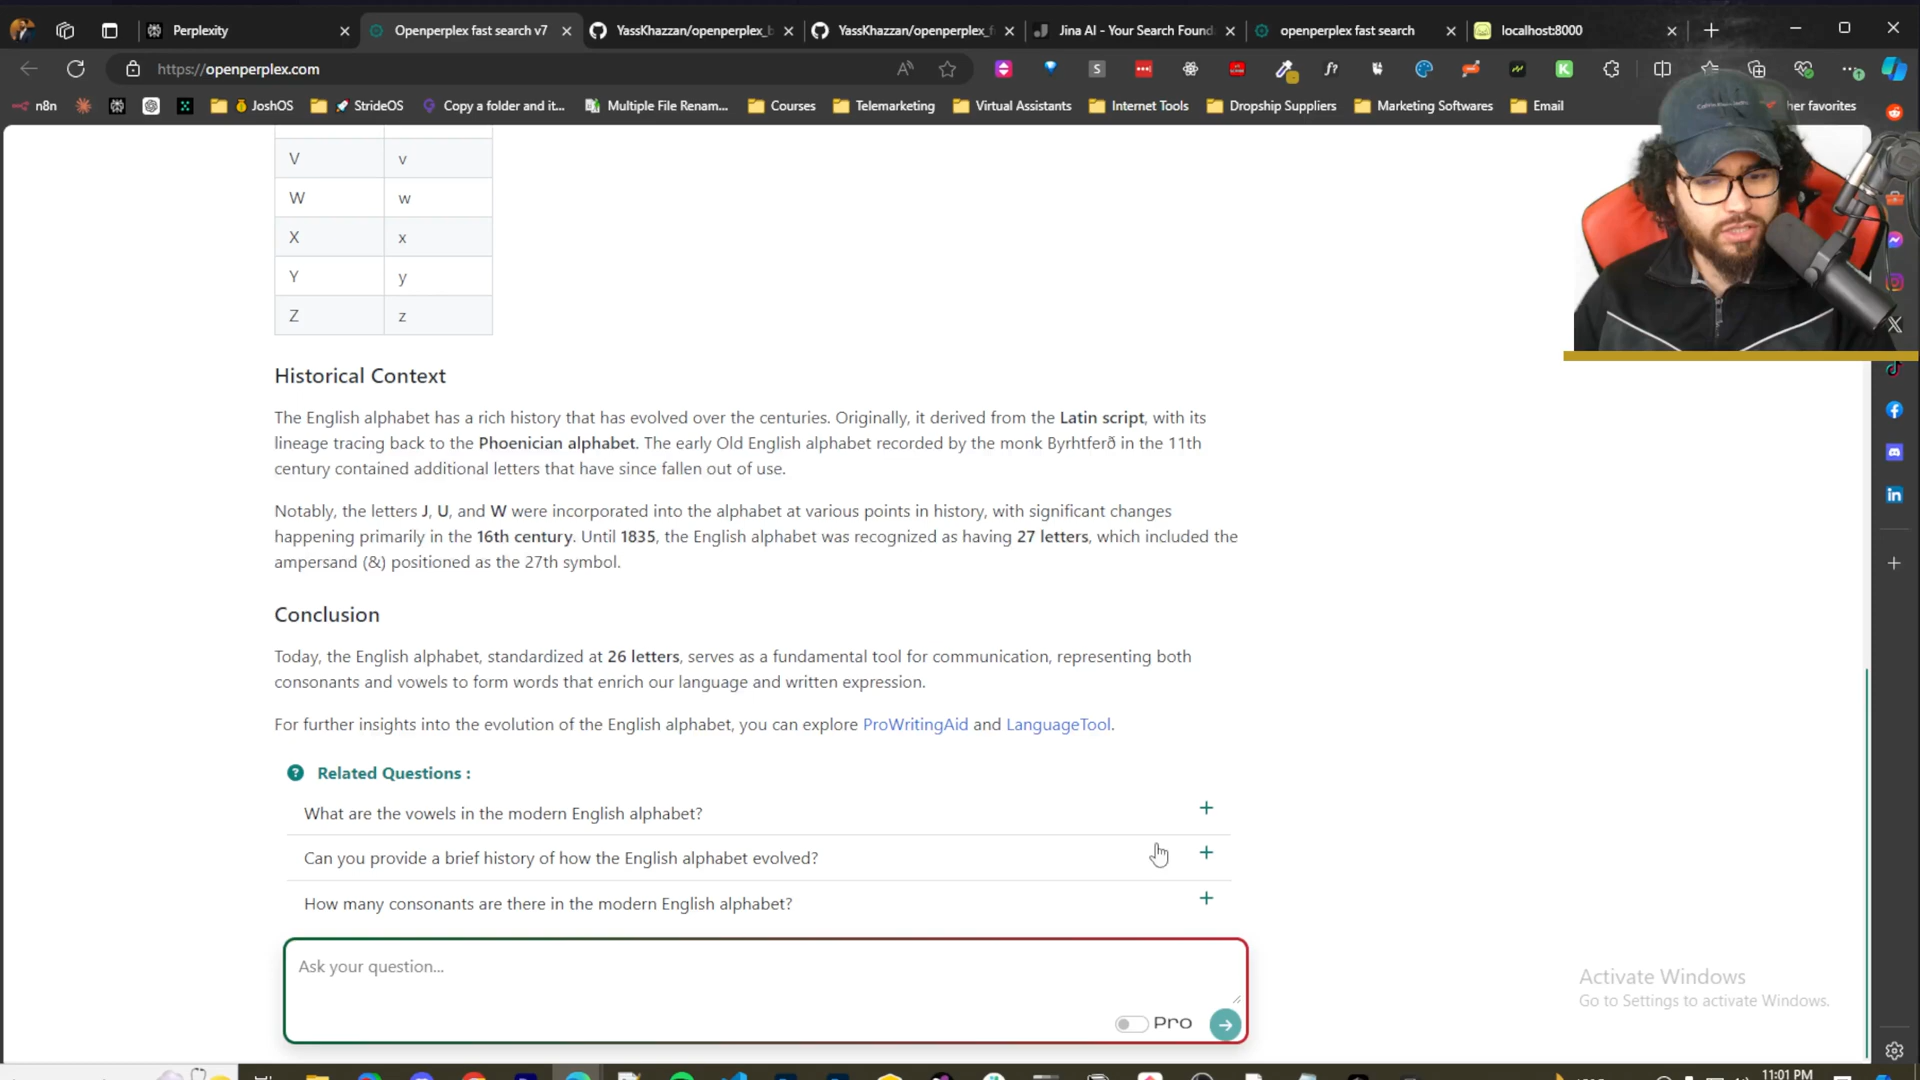 Perplexity
Openperplex fast search v7
YassKhazzan/openperplex_b
YassKhazzan/openperplex_f
Jina AI - Your Search Found
openperplex fast search
localhost:8000
https://openperplex.com
n8n
JoshOS
StrideOS
Copy a folder and it...
Multiple File Renam...
Courses
Telemarketing
Virtual Assistants
Internet Tools
Dropship Suppliers
Marketing Softwares
Email
her favorites
V v
W w
X x
Y y
Z z
Historical Context
The English alphabet has a rich history that has evolved over the centuries. Originally, it derived from the Latin script, with its
lineage tracing back to the Phoenician alphabet. The early Old English alphabet recorded by the monk Byrhtferð in the 11th
century contained additional letters that have since fallen out of use.
Notably, the letters J, U, and W were incorporated into the alphabet at various points in history, with significant changes
happening primarily in the 16th century. Until 1835, the English alphabet was recognized as having 27 letters, which included the
ampersand (&) positioned as the 27th symbol.
Conclusion
Today, the English alphabet, standardized at 26 letters, serves as a fundamental tool for communication, representing both
consonants and vowels to form words that enrich our language and written expression.
For further insights into the evolution of the English alphabet, you can explore ProWritingAid and LanguageTool.
Related Questions :
What are the vowels in the modern English alphabet?
Can you provide a brief history of how the English alphabet evolved?
How many consonants are there in the modern English alphabet?
Ask your question...
Pro
Activate Windows
Go to Settings to activate Windows.
11:01 PM